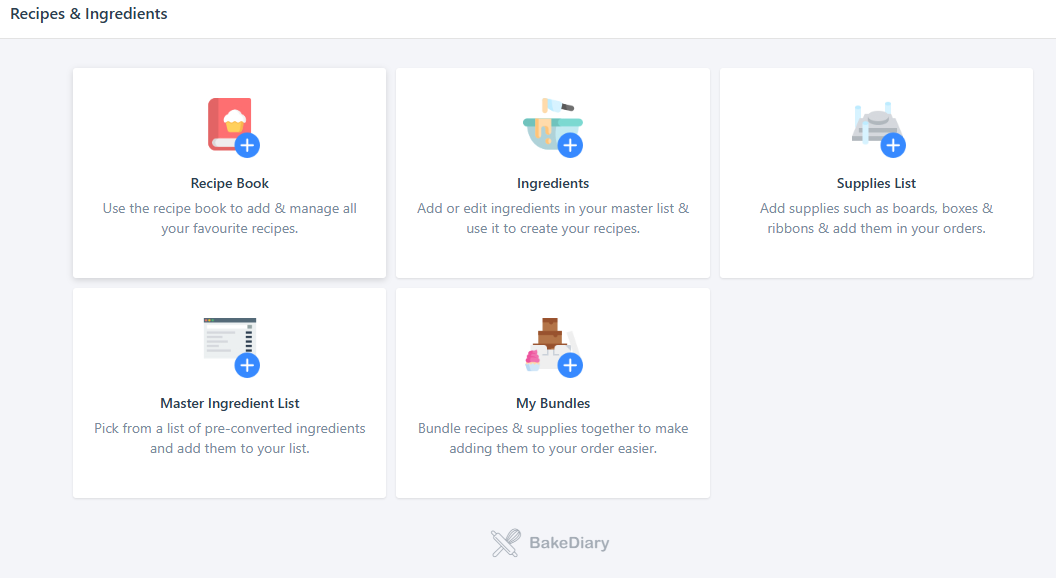 Recipes & Ingredients
Recipe Book
Use the recipe book to add & manage all
your favourite recipes.
Ingredients
Add or edit ingredients in your master list &
use it to create your recipes.
Supplies List
Add supplies such as boards, boxes &
ribbons & add them in your orders.
Master Ingredient List
Pick from a list of pre-converted ingredients
and add them to your list.
My Bundles
Bundle recipes & supplies together to make
adding them to your order easier.
BakeDiary